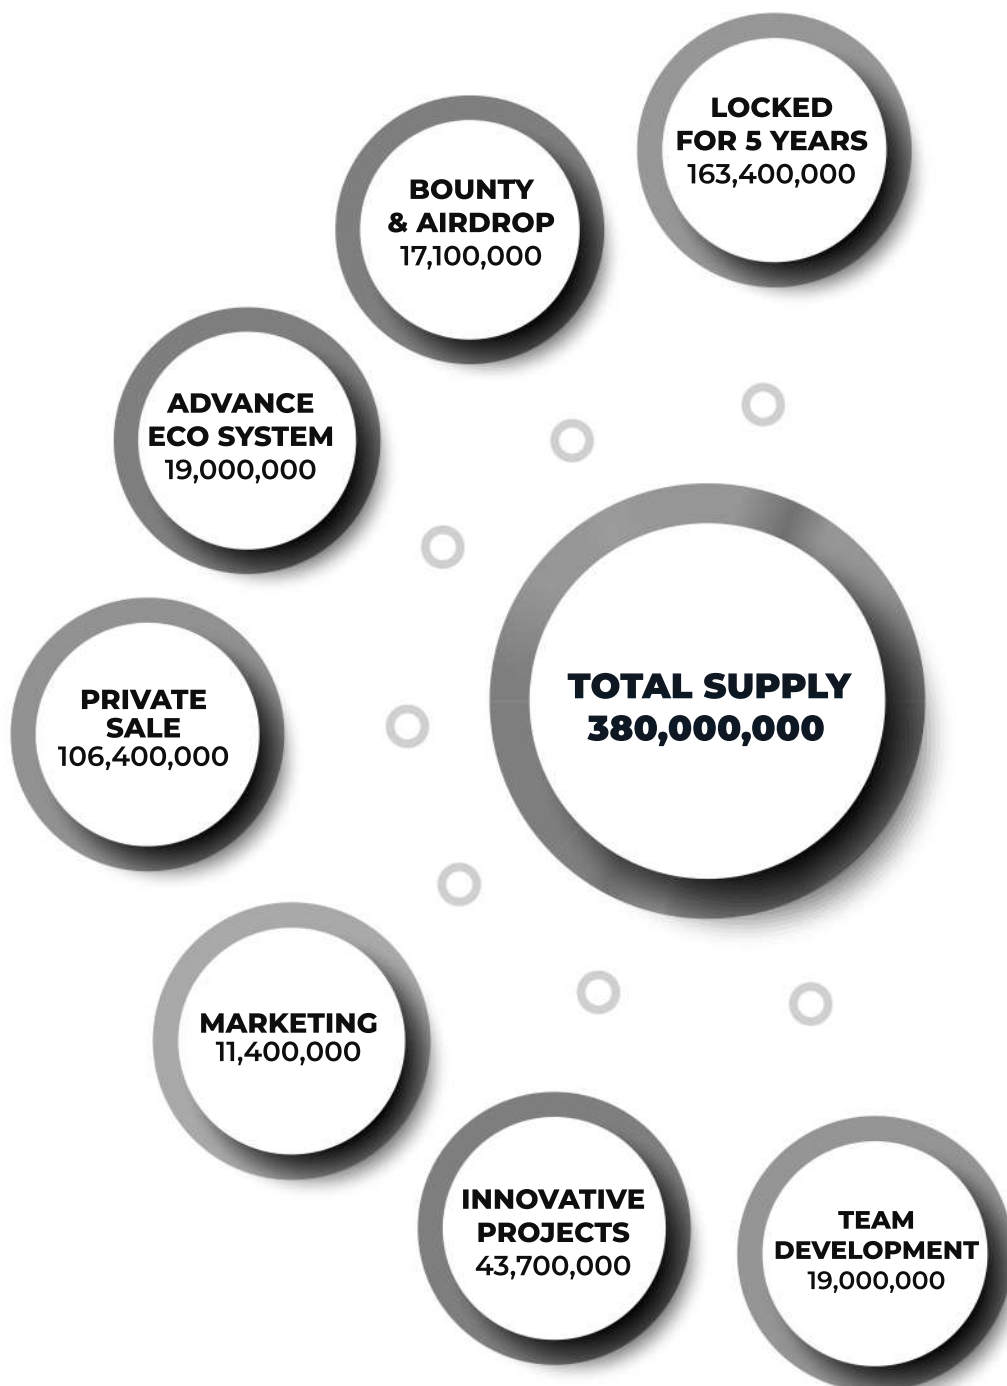 LOCKED
FOR 5 YEARS
163,400,000
BOUNTY
& AIRDROP
17,100,000
ADVANCE
ECO SYSTEM
19,000,000
TOTAL SUPPLY
380,000,000
PRIVATE
SALE
106,400,000
MARKETING
11,400,000
INNOVATIVE
PROJECTS
43,700,000
TEAM
DEVELOPMENT
19,000,000